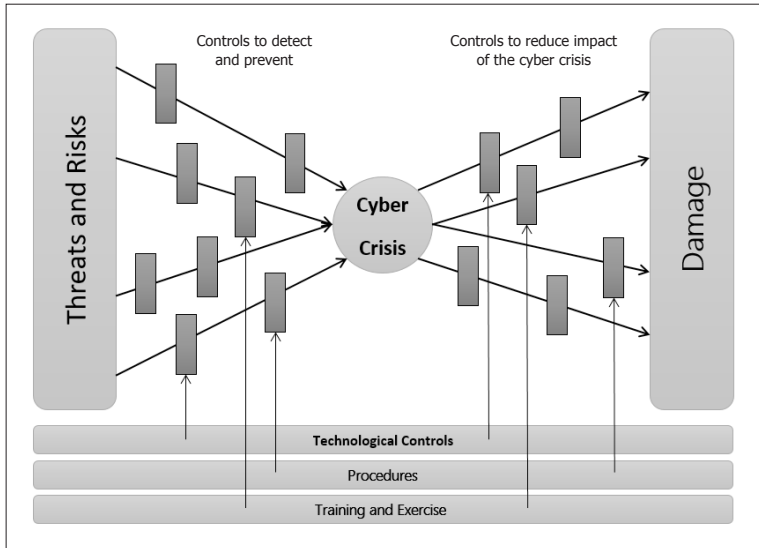 Controls to detect
and prevent
Controls to reduce impact
of the cyber crisis
Threats and Risks
Cyber
Crisis
Damage
Technological Controls
Procedures
Training and Exercise